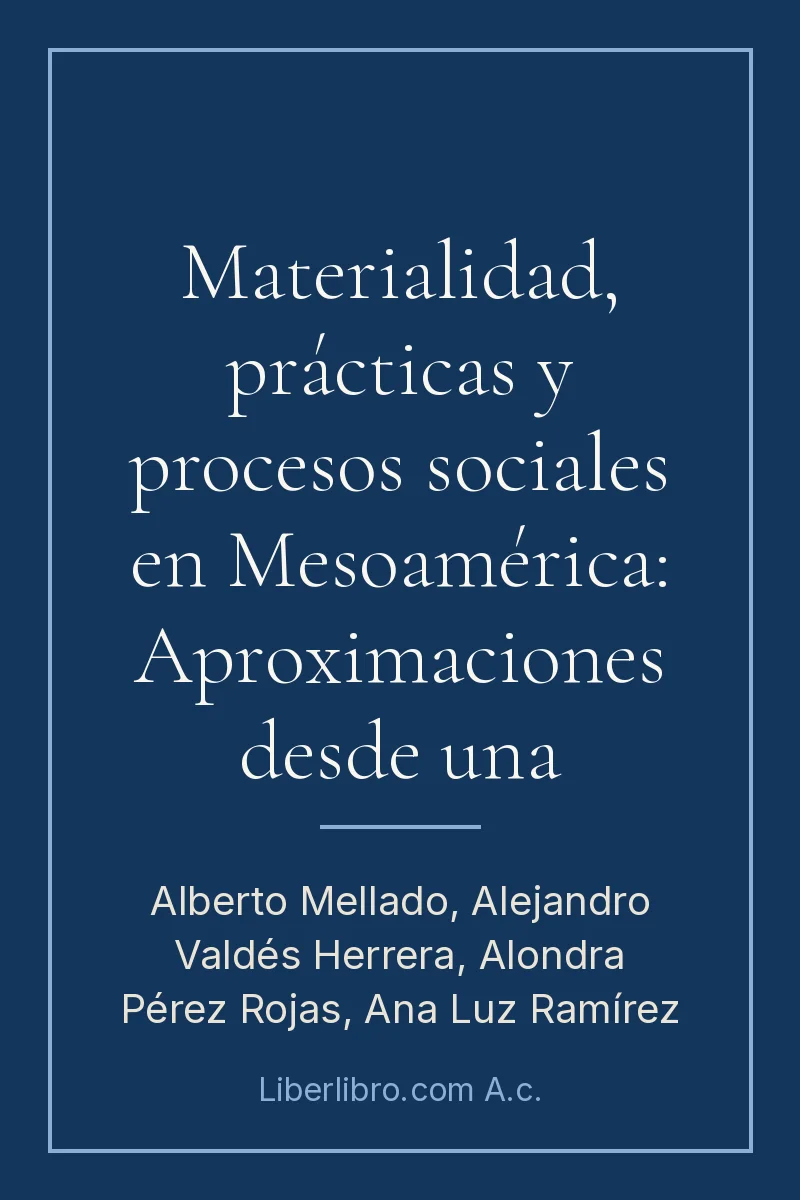 Materialidad,
prácticas y
procesos sociales
en Mesoamérica:
Aproximaciones
desde una
Alberto Mellado, Alejandro
Valdés Herrera, Alondra
Pérez Rojas, Ana Luz Ramírez
Liberlibro.com A.c.